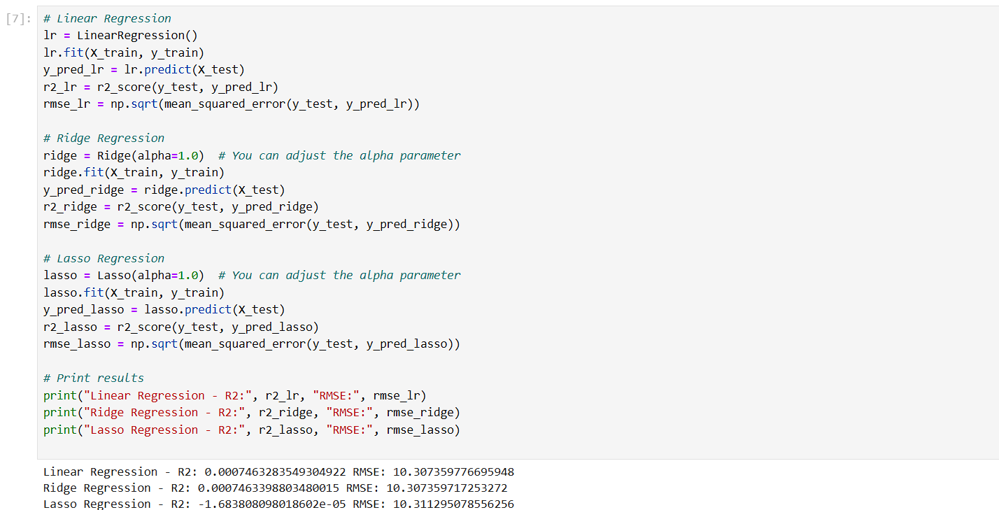 [7]:
# Linear Regression
lr = LinearRegression()
lr.fit(X_train, y_train)
y_pred_lr = lr.predict(X_test)
r2_lr = r2_score(y_test, y_pred_lr)
rmse_lr = np.sqrt(mean_squared_error(y_test, y_pred_lr))

# Ridge Regression
ridge = Ridge(alpha=1.0)  # You can adjust the alpha parameter
ridge.fit(X_train, y_train)
y_pred_ridge = ridge.predict(X_test)
r2_ridge = r2_score(y_test, y_pred_ridge)
rmse_ridge = np.sqrt(mean_squared_error(y_test, y_pred_ridge))

# Lasso Regression
lasso = Lasso(alpha=1.0)  # You can adjust the alpha parameter
lasso.fit(X_train, y_train)
y_pred_lasso = lasso.predict(X_test)
r2_lasso = r2_score(y_test, y_pred_lasso)
rmse_lasso = np.sqrt(mean_squared_error(y_test, y_pred_lasso))

# Print results
print("Linear Regression - R2:", r2_lr, "RMSE:", rmse_lr)
print("Ridge Regression - R2:", r2_ridge, "RMSE:", rmse_ridge)
print("Lasso Regression - R2:", r2_lasso, "RMSE:", rmse_lasso)

Linear Regression - R2: 0.0007463283549304922 RMSE: 10.307359776695948
Ridge Regression - R2: 0.0007463398803480015 RMSE: 10.307359717253272
Lasso Regression - R2: -1.683808098018602e-05 RMSE: 10.311295078556256